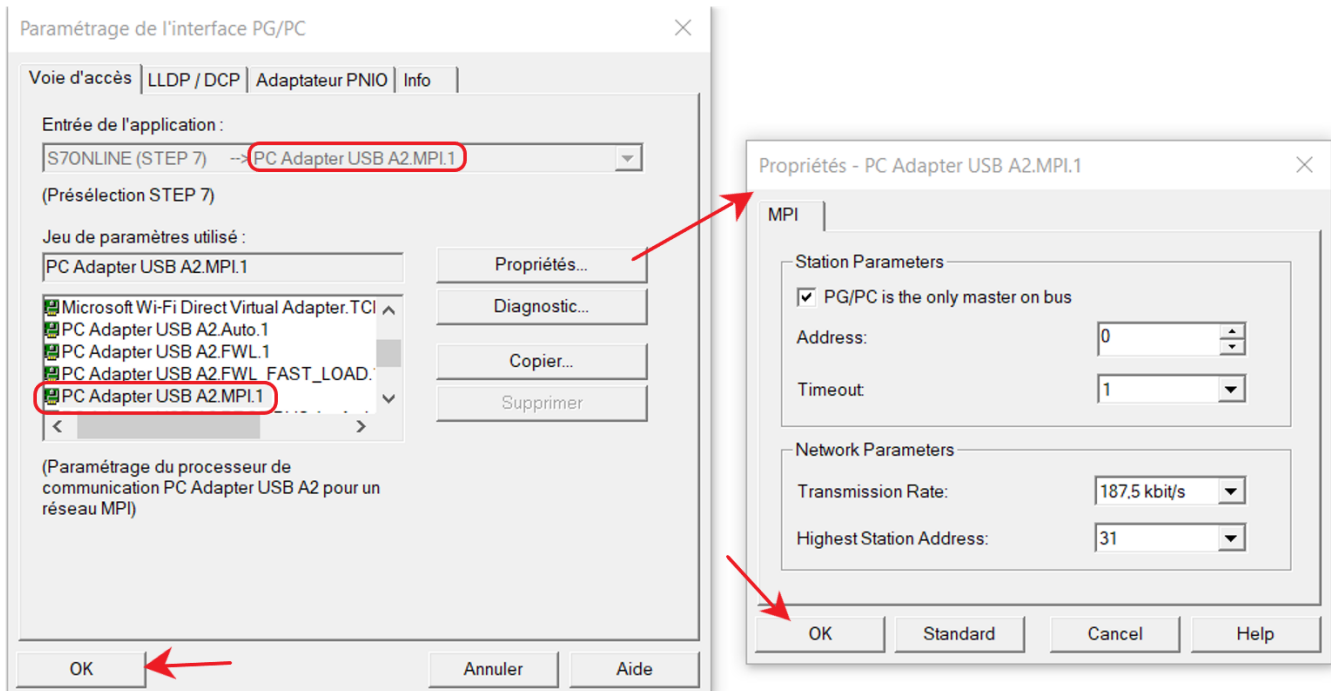 Paramétrage de l'interface PG/PC
Voie d'accès
LLDP / DCP
Adaptateur PNIO
Info
Entrée de l'application :
S7ONLINE (STEP 7) --> PC Adapter USB A2.MPI.1
(Présélection STEP 7)
Jeu de paramètres utilisé :
PC Adapter USB A2.MPI.1
Propriétés...
Microsoft Wi-Fi Direct Virtual Adapter.TCI
Diagnostic...
PC Adapter USB A2.Auto.1
PC Adapter USB A2.FWL.1
Copier...
PC Adapter USB A2.FWL_FAST_LOAD.
PC Adapter USB A2.MPI.1
Supprimer
(Paramétrage du processeur de
communication PC Adapter USB A2 pour un
réseau MPI)
OK
Annuler
Aide
Propriétés - PC Adapter USB A2.MPI.1
MPI
Station Parameters
PG/PC is the only master on bus
Address:
0
Timeout:
1
Network Parameters
Transmission Rate:
187,5 kbit/s
Highest Station Address:
31
OK
Standard
Cancel
Help